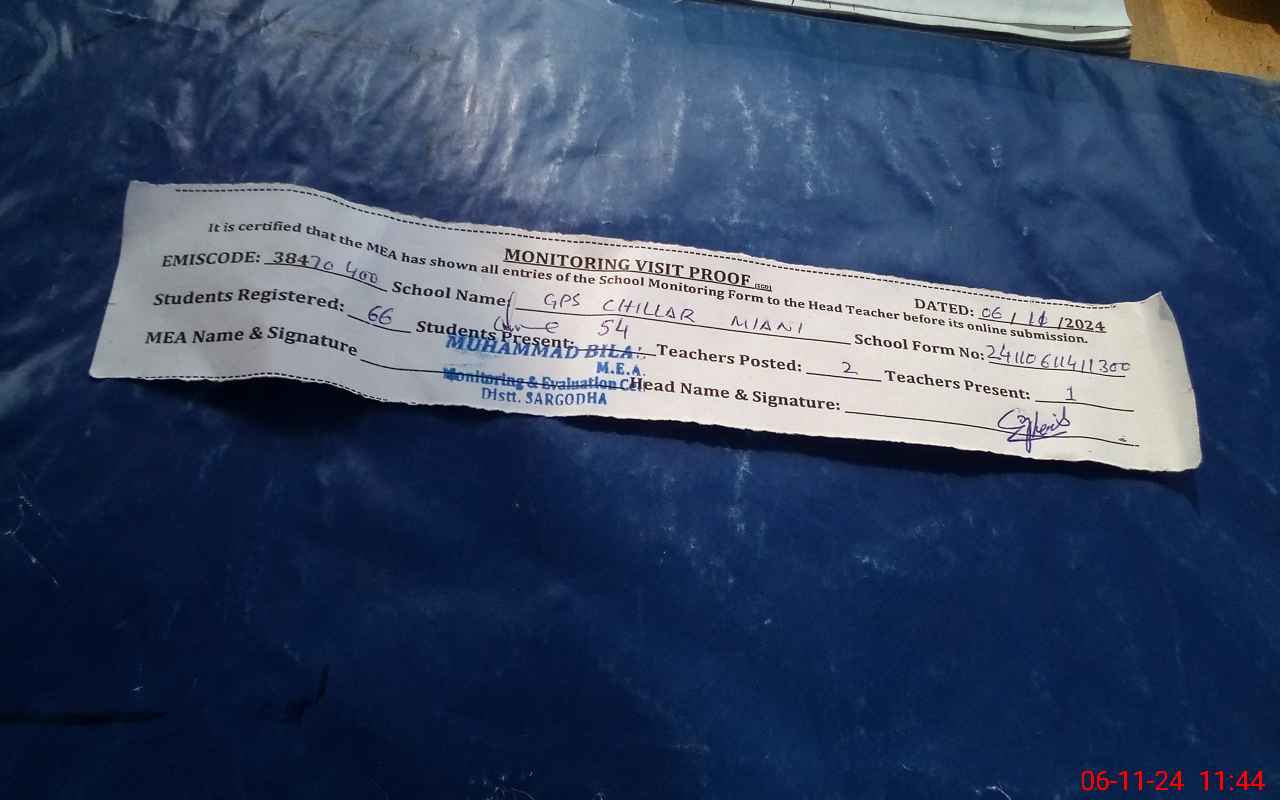 MONITORING VISIT PROOF (SED)
DATED: 06/11/2024
It is certified that the MEA has shown all entries of the School Monitoring Form to the Head Teacher before its online submission.
EMISCODE: 38470400 School Name: GPS CHILLAR MIANI School Form No: 24110611411300
Students Registered: 66 Students Present: 54 Teachers Posted: 2 Teachers Present: 1
MEA Name & Signature Head Name & Signature:
MUHAMMAD BILAL
M.E.A.
Monitoring & Evaluation Cell
Distt. SARGODHA
06-11-24 11:44